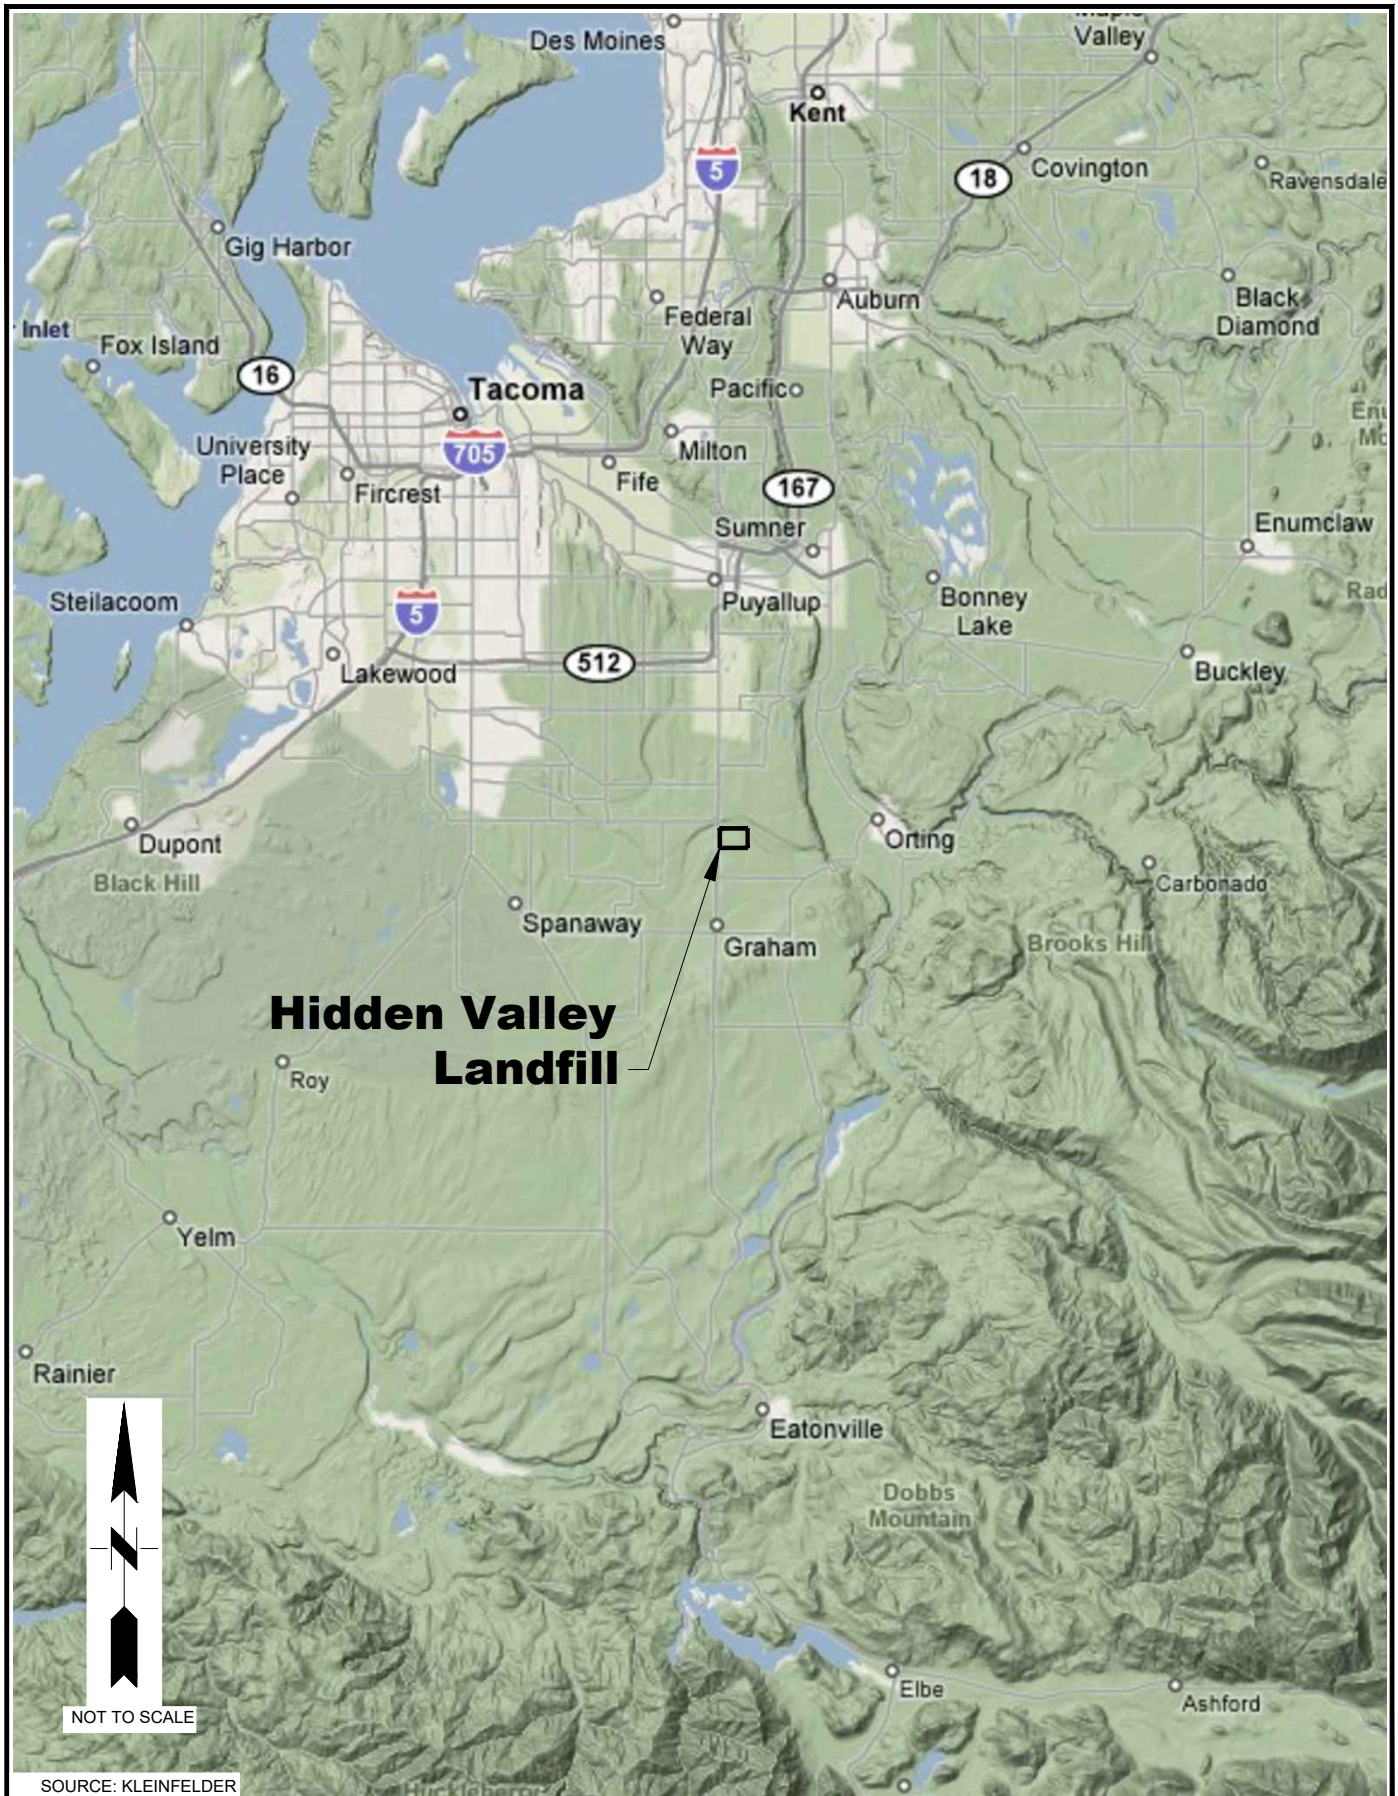 Des Moines
Maple
Valley
Kent
5
18
Covington
Ravensdale
Gig Harbor
Auburn
Black
Diamond
Federal
Way
Inlet
Fox Island
16
Tacoma
Pacific
University
Place
705
Milton
Fife
Fircrest
167
Sumner
Enumclaw
Steilacoom
5
Puyallup
Bonney
Lake
512
Lakewood
Buckley
Dupont
Orting
Black Hill
Carbonado
Spanaway
Graham
Brooks Hill
Hidden Valley
Landfill
Roy
Yelm
Rainier
Eatonville
Dobbs
Mountain
N
Elbe
Ashford
NOT TO SCALE
SOURCE: KLEINFELDER